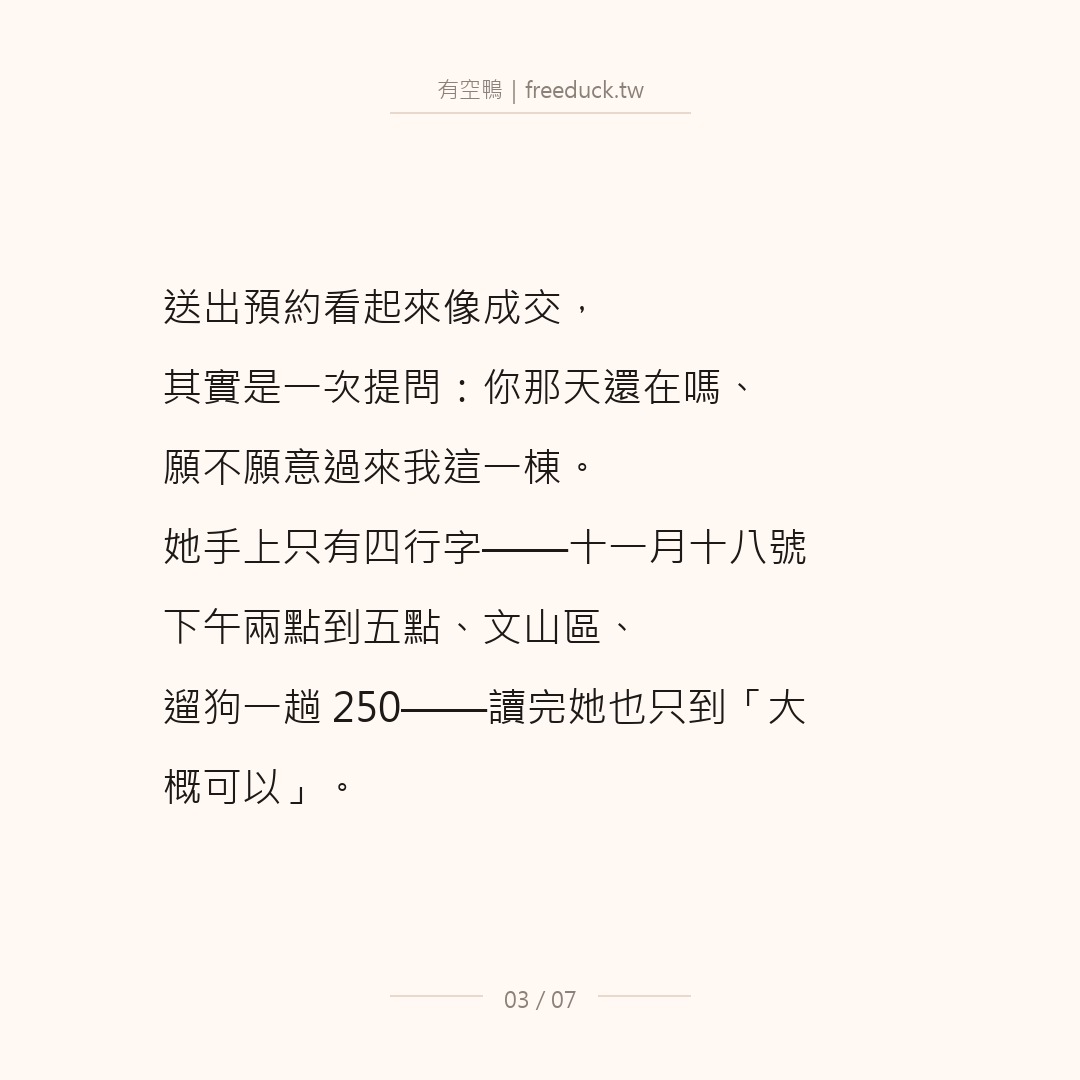 有空鴨 | freeduck.tw
送出預約看起來像成交，
其實是一次提問：你那天還在嗎、
願不願意過來我這一棟。
她手上只有四行字——十一月十八號
下午兩點到五點、文山區、
遛狗一趟 250——讀完她也只到「大
概可以」。
03 / 07